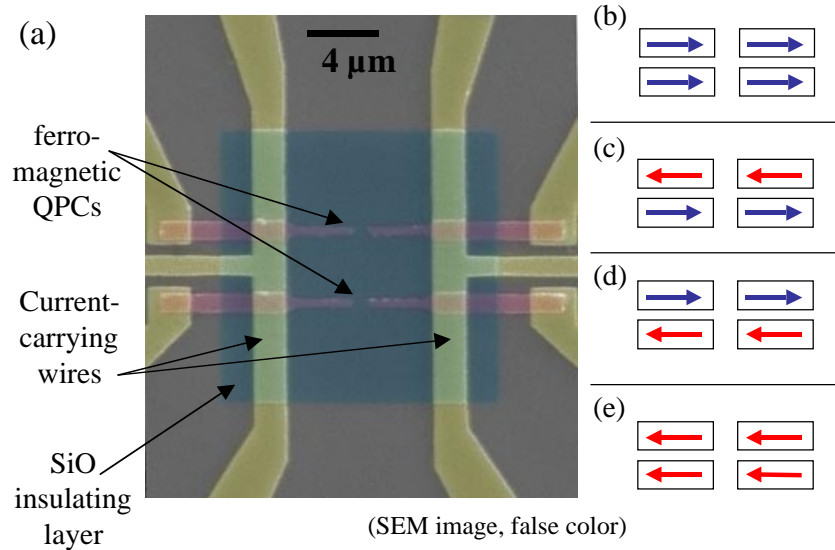 (a)
4 µm
ferro-
magnetic
QPCs
Current-
carrying
wires
SiO
insulating
layer
(SEM image, false color)
(b)
(c)
(d)
(e)